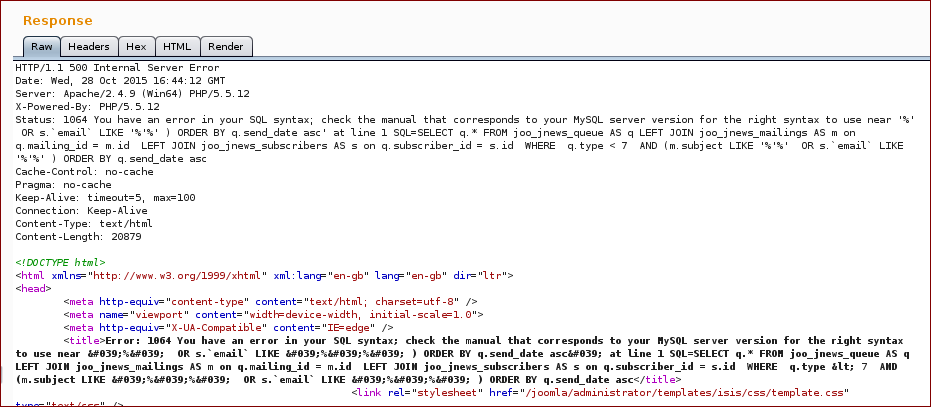 Response
Raw Headers Hex HTML Render
HTTP/1.1 500 Internal Server Error
Date: Wed, 28 Oct 2015 16:44:12 GMT
Server: Apache/2.4.9 (Win64) PHP/5.5.12
X-Powered-By: PHP/5.5.12
Status: 1064 You have an error in your SQL syntax; check the manual that corresponds to your MySQL server version for the right syntax to use near '%'
OR s.`email` LIKE '%'%' ) ORDER BY q.send_date asc' at line 1 SQL=SELECT q.* FROM joo_jnews_queue AS q LEFT JOIN joo_jnews_mailings AS m on
q.mailing_id = m.id  LEFT JOIN joo_jnews_subscribers AS s on q.subscriber_id = s.id  WHERE  q.type < 7  AND (m.subject LIKE '%'%'  OR s.`email` LIKE
'%'%' ) ORDER BY q.send_date asc
Cache-Control: no-cache
Pragma: no-cache
Keep-Alive: timeout=5, max=100
Connection: Keep-Alive
Content-Type: text/html
Content-Length: 20879
<!DOCTYPE html>
<html xmlns="http://www.w3.org/1999/xhtml" xml:lang="en-gb" lang="en-gb" dir="ltr">
<head>
<meta http-equiv="content-type" content="text/html; charset=utf-8" />
<meta name="viewport" content="width=device-width, initial-scale=1.0">
<meta http-equiv="X-UA-Compatible" content="IE=edge" />
<title>Error: 1064 You have an error in your SQL syntax; check the manual that corresponds to your MySQL server version for the right syntax
to use near &#039;%&#039;  OR s.`email` LIKE &#039;%&#039;%&#039; ) ORDER BY q.send_date asc&#039; at line 1 SQL=SELECT q.* FROM joo_jnews_queue AS q
LEFT JOIN joo_jnews_mailings AS m on q.mailing_id = m.id  LEFT JOIN joo_jnews_subscribers AS s on q.subscriber_id = s.id  WHERE  q.type &lt; 7  AND
(m.subject LIKE &#039;%&#039;%&#039;  OR s.`email` LIKE &#039;%&#039;%&#039; ) ORDER BY q.send_date asc</title>
<link rel="stylesheet" href="/joomla/administrator/templates/isis/css/template.css"
type="text/css" />